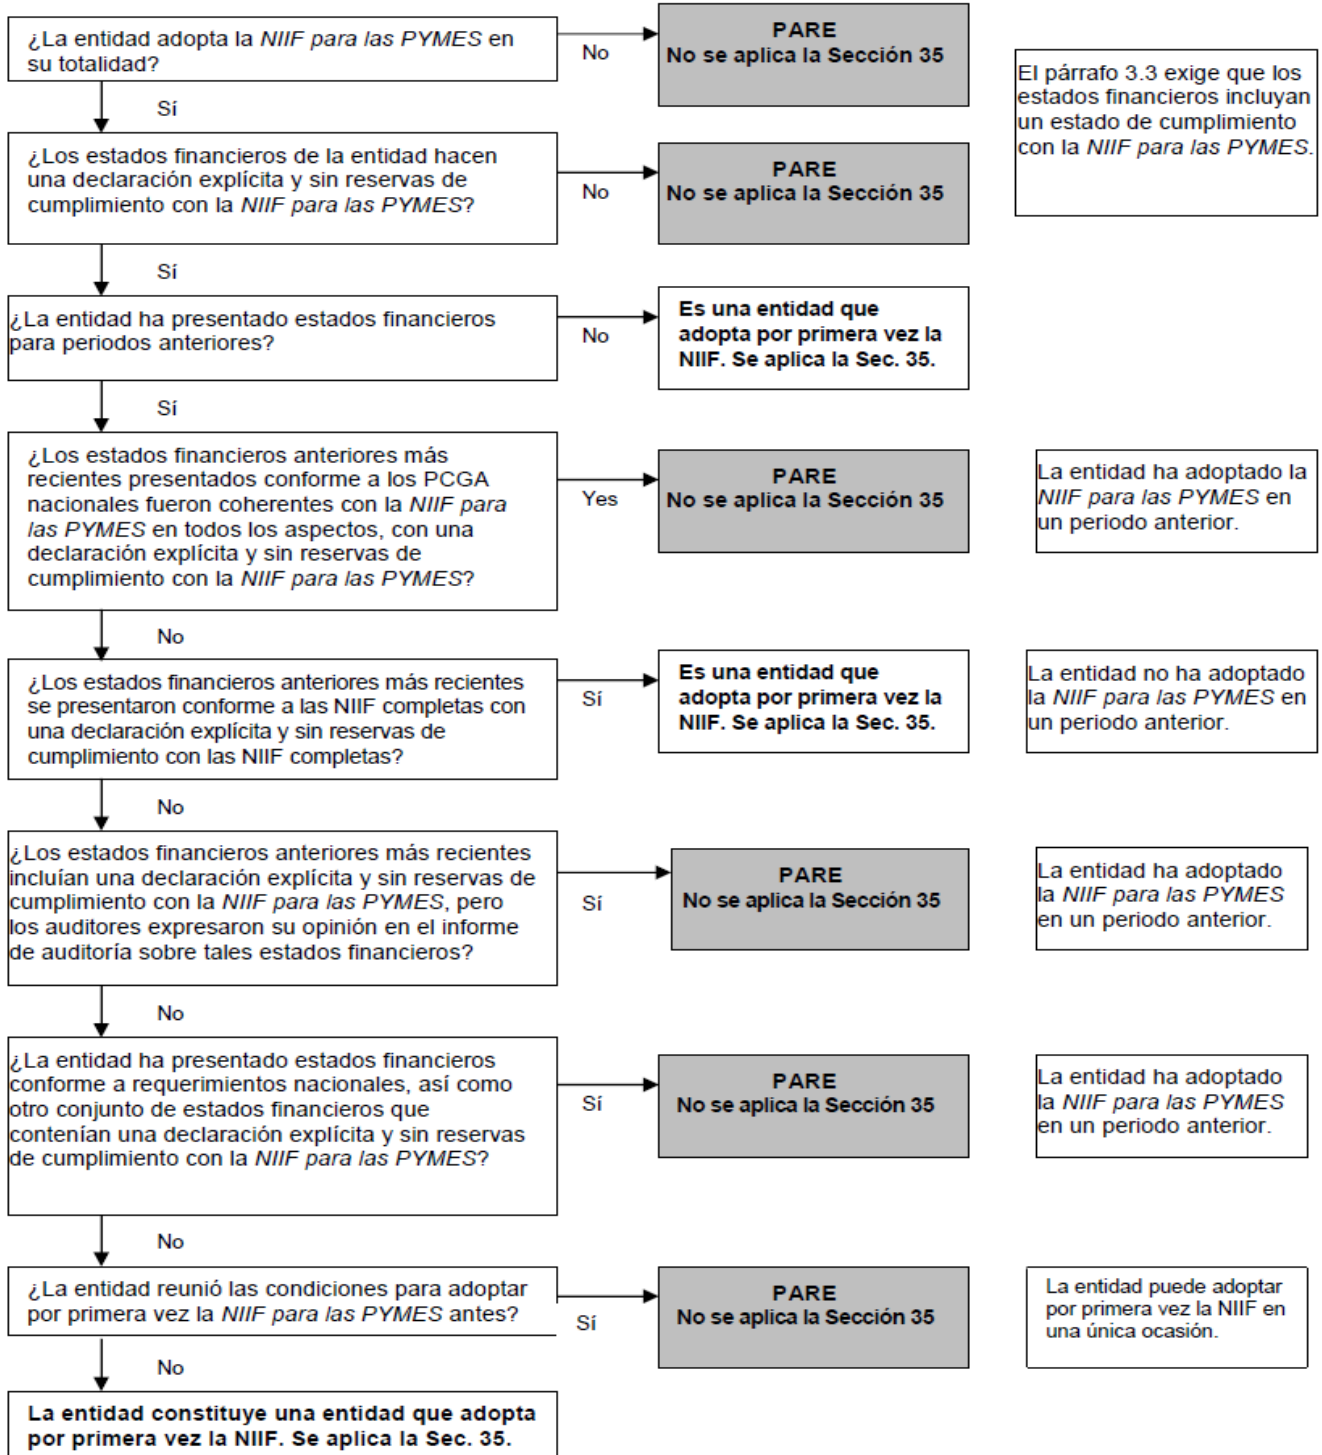 ¿La entidad adopta la NIIF para las PYMES en
su totalidad?
No
PARE
No se aplica la Sección 35
El párrafo 3.3 exige que los
estados financieros incluyan
un estado de cumplimiento
con la NIIF para las PYMES.
Sí
¿Los estados financieros de la entidad hacen
una declaración explícita y sin reservas de
cumplimiento con la NIIF para las PYMES?
No
PARE
No se aplica la Sección 35
Sí
¿La entidad ha presentado estados financieros
para periodos anteriores?
No
Es una entidad que
adopta por primera vez la
NIIF. Se aplica la Sec. 35.
Sí
¿Los estados financieros anteriores más
recientes presentados conforme a los PCGA
nacionales fueron coherentes con la NIIF para
las PYMES en todos los aspectos, con una
declaración explícita y sin reservas de
cumplimiento con la NIIF para las PYMES?
Yes
PARE
No se aplica la Sección 35
La entidad ha adoptado la
NIIF para las PYMES en
un periodo anterior.
No
¿Los estados financieros anteriores más recientes
se presentaron conforme a las NIIF completas con
una declaración explícita y sin reservas de
cumplimiento con las NIIF completas?
Sí
Es una entidad que
adopta por primera vez la
NIIF. Se aplica la Sec. 35.
La entidad no ha adoptado
la NIIF para las PYMES en
un periodo anterior.
No
¿Los estados financieros anteriores más recientes
incluían una declaración explícita y sin reservas de
cumplimiento con la NIIF para las PYMES, pero
los auditores expresaron su opinión en el informe
de auditoría sobre tales estados financieros?
Sí
PARE
No se aplica la Sección 35
La entidad ha adoptado
la NIIF para las PYMES
en un periodo anterior.
No
¿La entidad ha presentado estados financieros
conforme a requerimientos nacionales, así como
otro conjunto de estados financieros que
contenían una declaración explícita y sin reservas
de cumplimiento con la NIIF para las PYMES?
Sí
PARE
No se aplica la Sección 35
La entidad ha adoptado
la NIIF para las PYMES
en un periodo anterior.
No
¿La entidad reunió las condiciones para adoptar
por primera vez la NIIF para las PYMES antes?
Sí
PARE
No se aplica la Sección 35
La entidad puede adoptar
por primera vez la NIIF en
una única ocasión.
No
La entidad constituye una entidad que adopta
por primera vez la NIIF. Se aplica la Sec. 35.